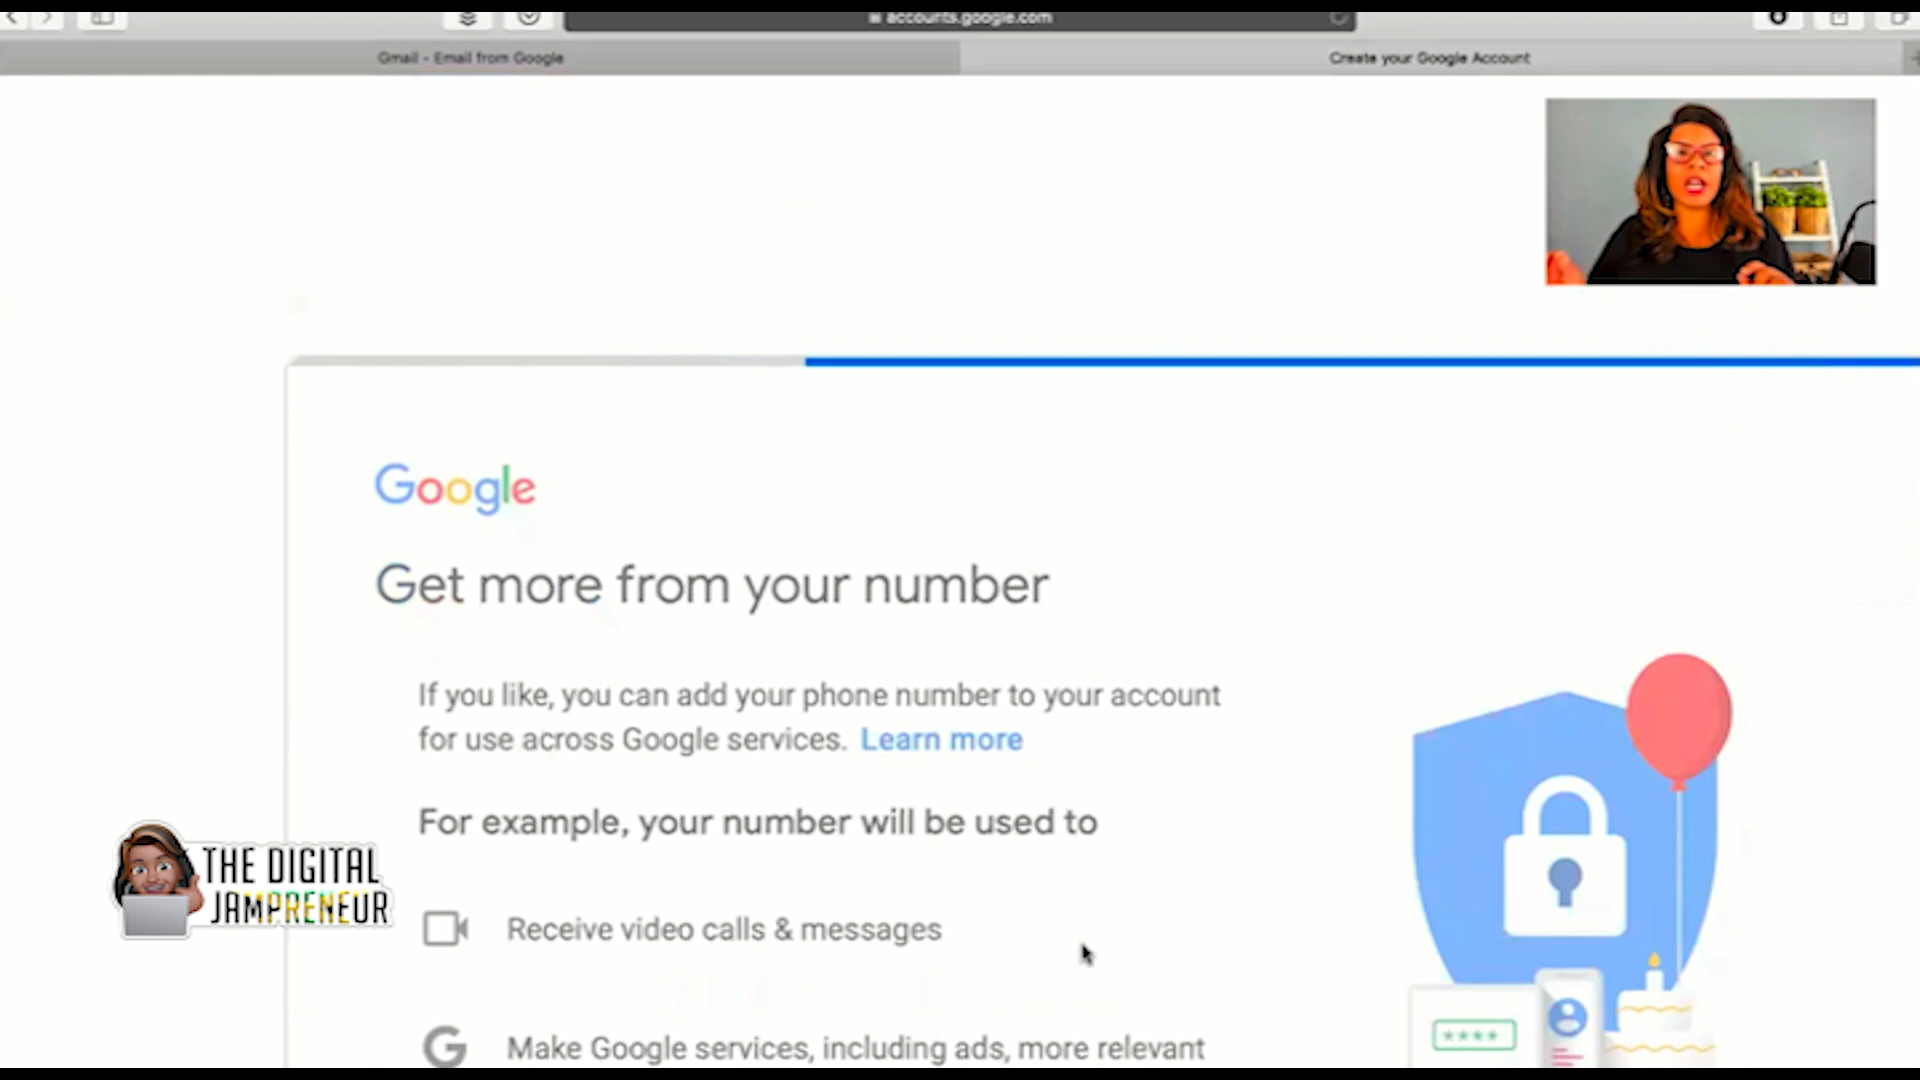 accounts.google.com
Gmail - Email from Google
Create your Google Account
Google
Get more from your number
If you like, you can add your phone number to your account
for use across Google services. Learn more
For example, your number will be used to
THE DIGITAL
JAMPRENEUR
Receive video calls & messages
G Make Google services, including ads, more relevant
****